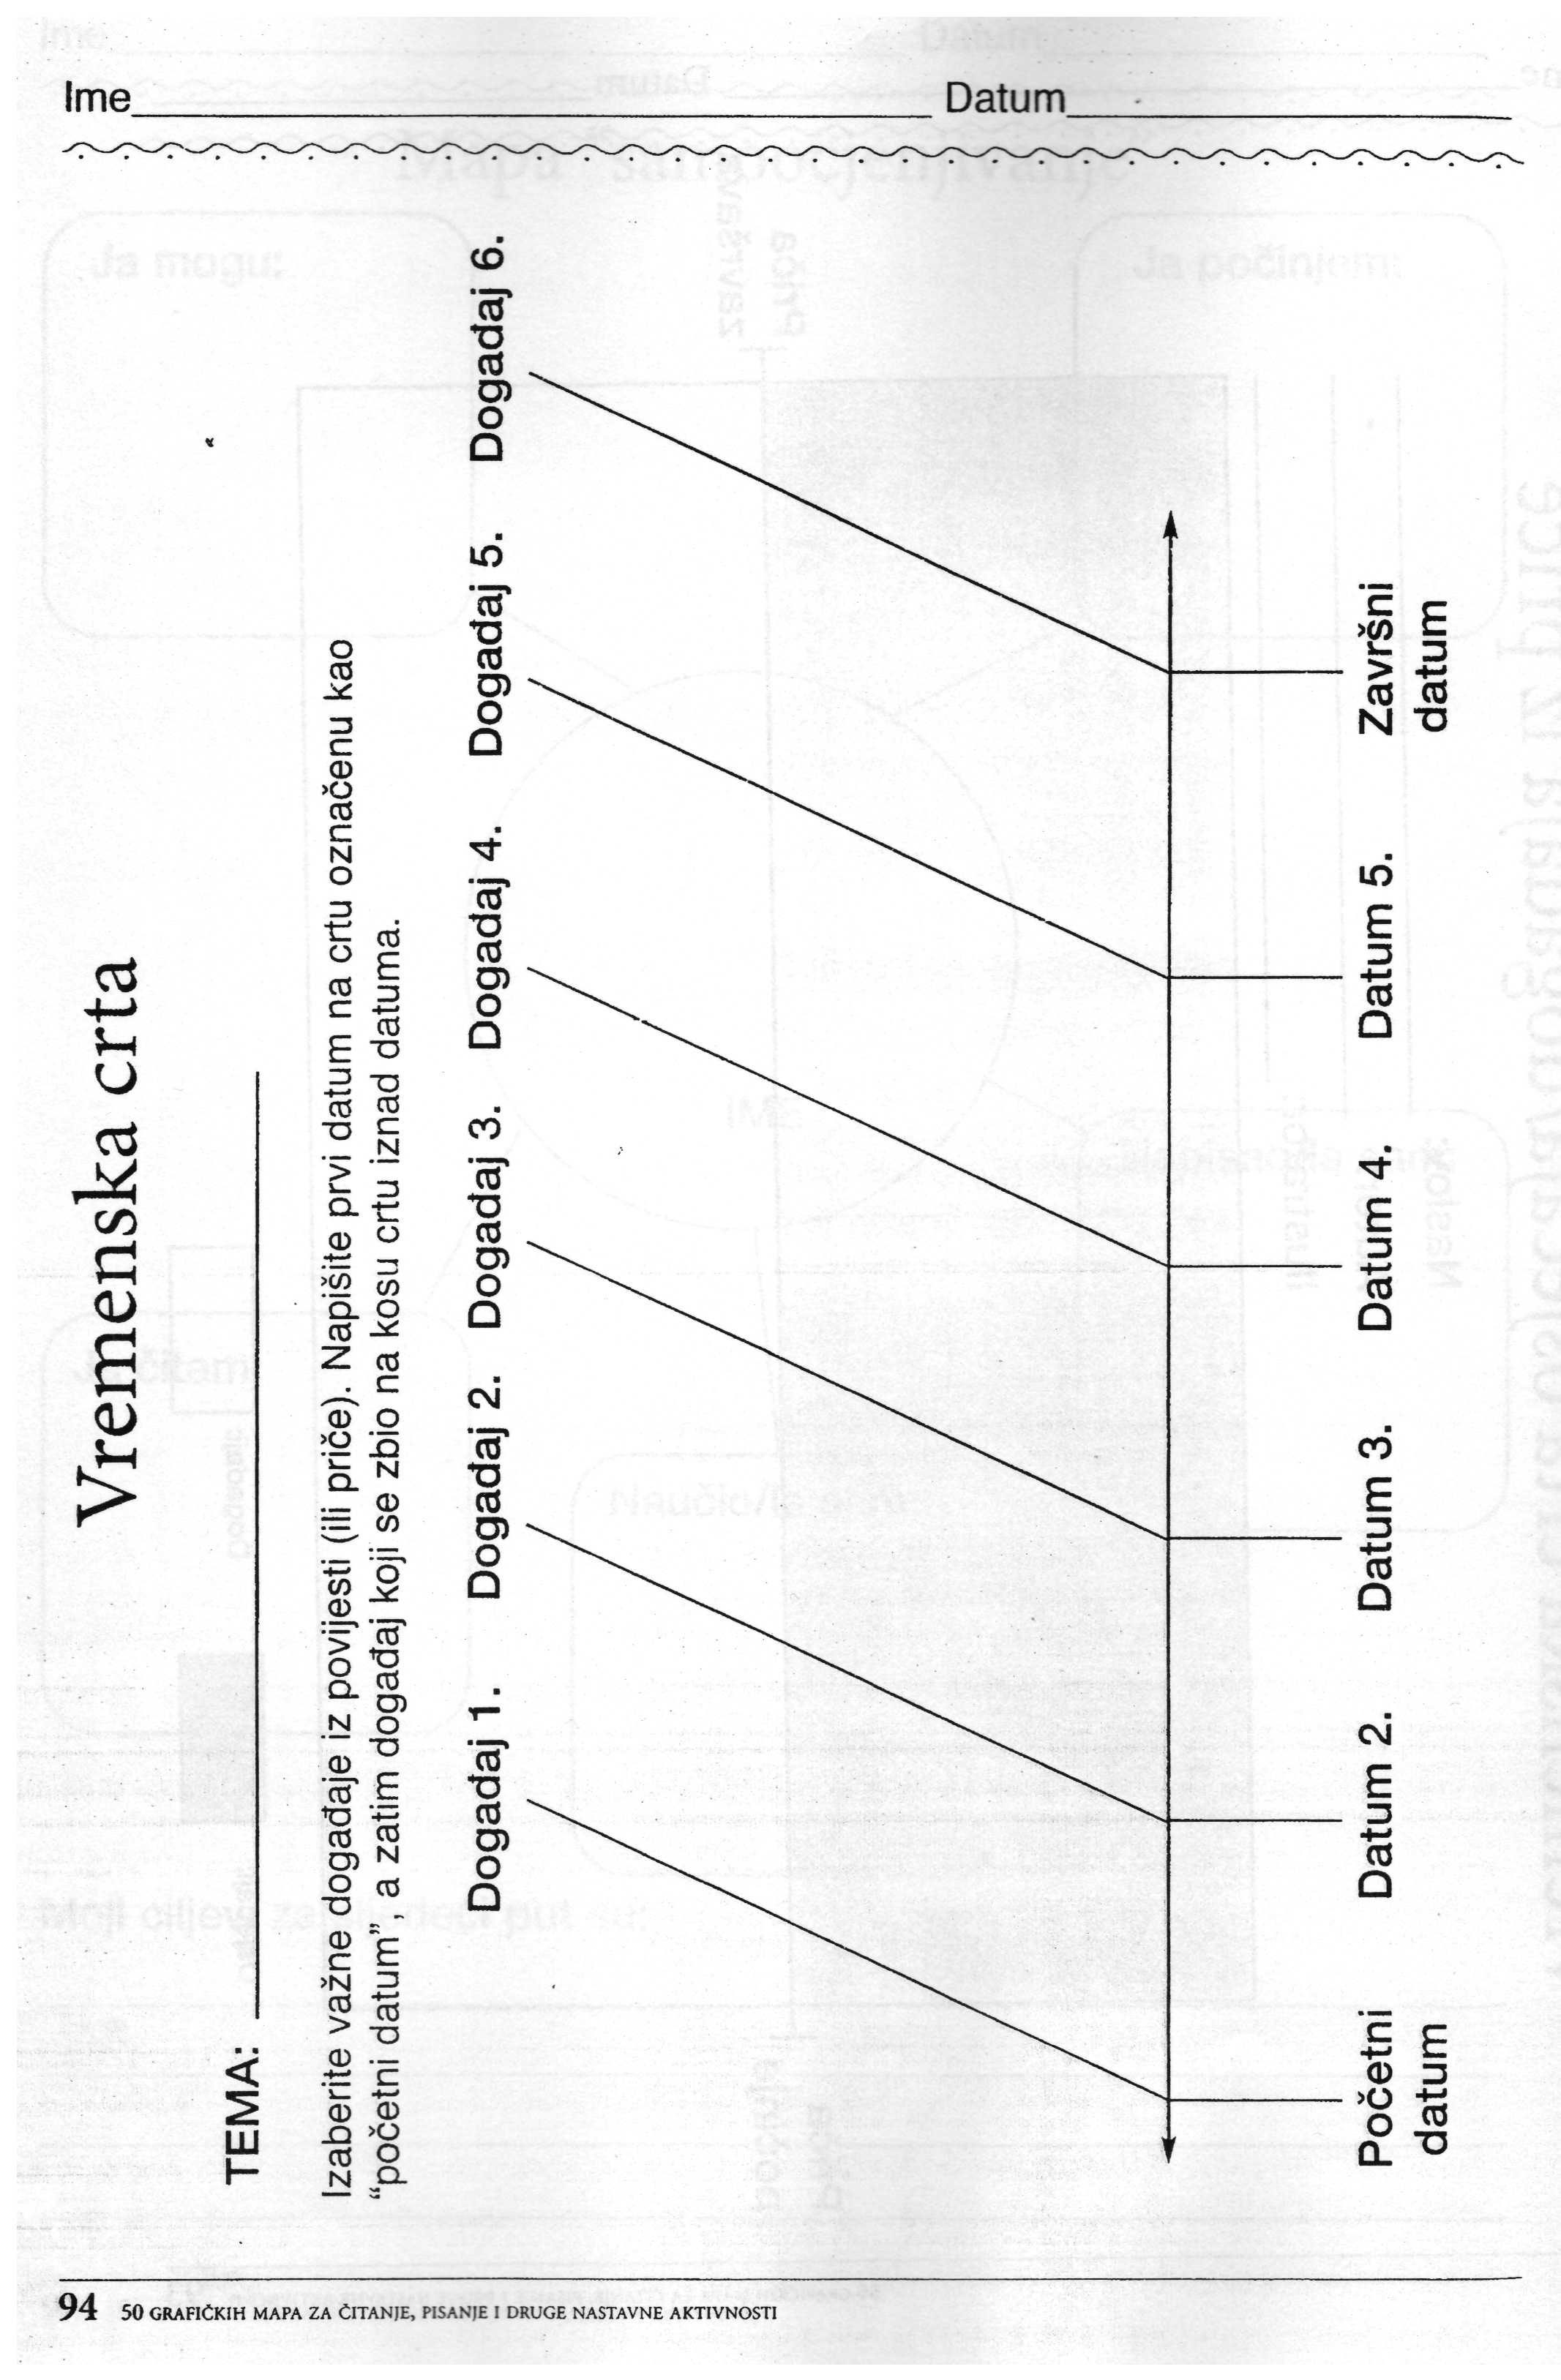 Ime Datum
Vremenska crta
TEMA:
Izaberite važne događaje iz povijesti (ili priče). Napišite prvi datum na crtu označenu kao
“početni datum”, a zatim događaj koji se zbio na kosu crtu iznad datuma.
Događaj 1. Događaj 2. Događaj 3. Događaj 4. Događaj 5. Događaj 6.
Početni Datum 2. Datum 3. Datum 4. Datum 5. Završni
datum datum
94 50 GRAFIČKIH MAPA ZA ČITANJE, PISANJE I DRUGE NASTAVNE AKTIVNOSTI